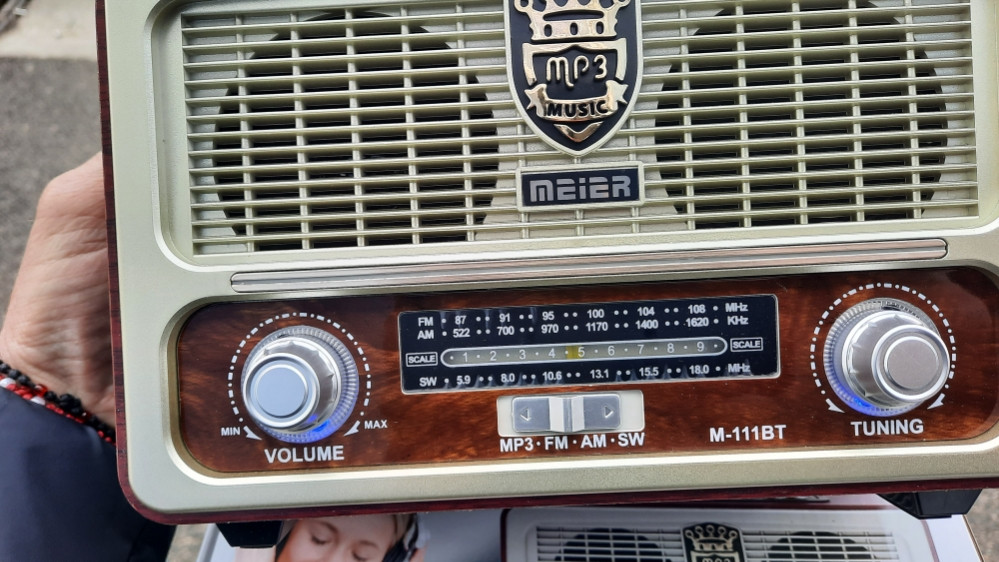 MP3
MUSIC
MEIER
FM 87 91 95 100 104 108 MHz
AM 522 700 970 1170 1400 1620 KHz
SCALE 1 2 3 4 5 6 7 8 9 SCALE
SW 5.9 8.0 10.6 13.1 15.5 18.0 MHz
MIN MAX
VOLUME
MP3·FM·AM·SW
M-111BT
TUNING